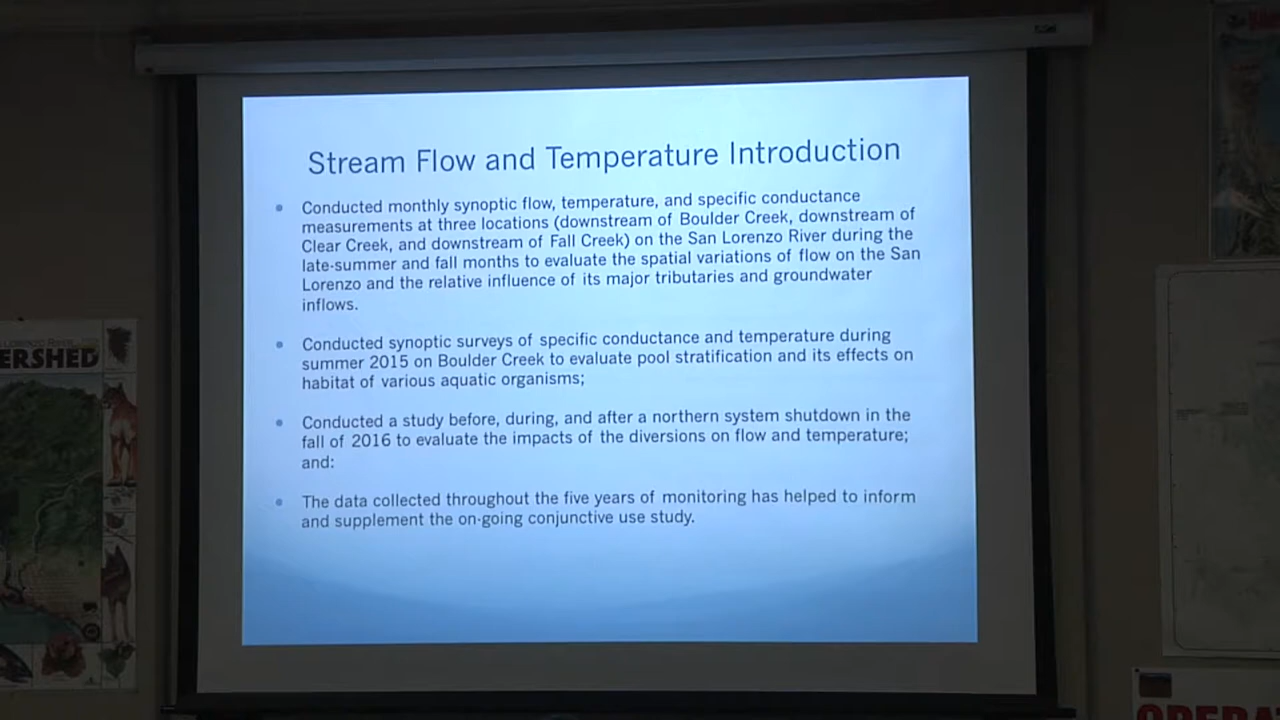 Stream Flow and Temperature Introduction
• Conducted monthly synoptic flow, temperature, and specific conductance
measurements at three locations (downstream of Boulder Creek, downstream of
Clear Creek, and downstream of Fall Creek) on the San Lorenzo River during the
late-summer and fall months to evaluate the spatial variations of flow on the San
Lorenzo and the relative influence of its major tributaries and groundwater
inflows.
• Conducted synoptic surveys of specific conductance and temperature during
summer 2015 on Boulder Creek to evaluate pool stratification and its effects on
habitat of various aquatic organisms;
• Conducted a study before, during, and after a northern system shutdown in the
fall of 2016 to evaluate the impacts of the diversions on flow and temperature;
and:
• The data collected throughout the five years of monitoring has helped to inform
and supplement the on-going conjunctive use study.
LORENZO RIVER
ERSHED
OPERA